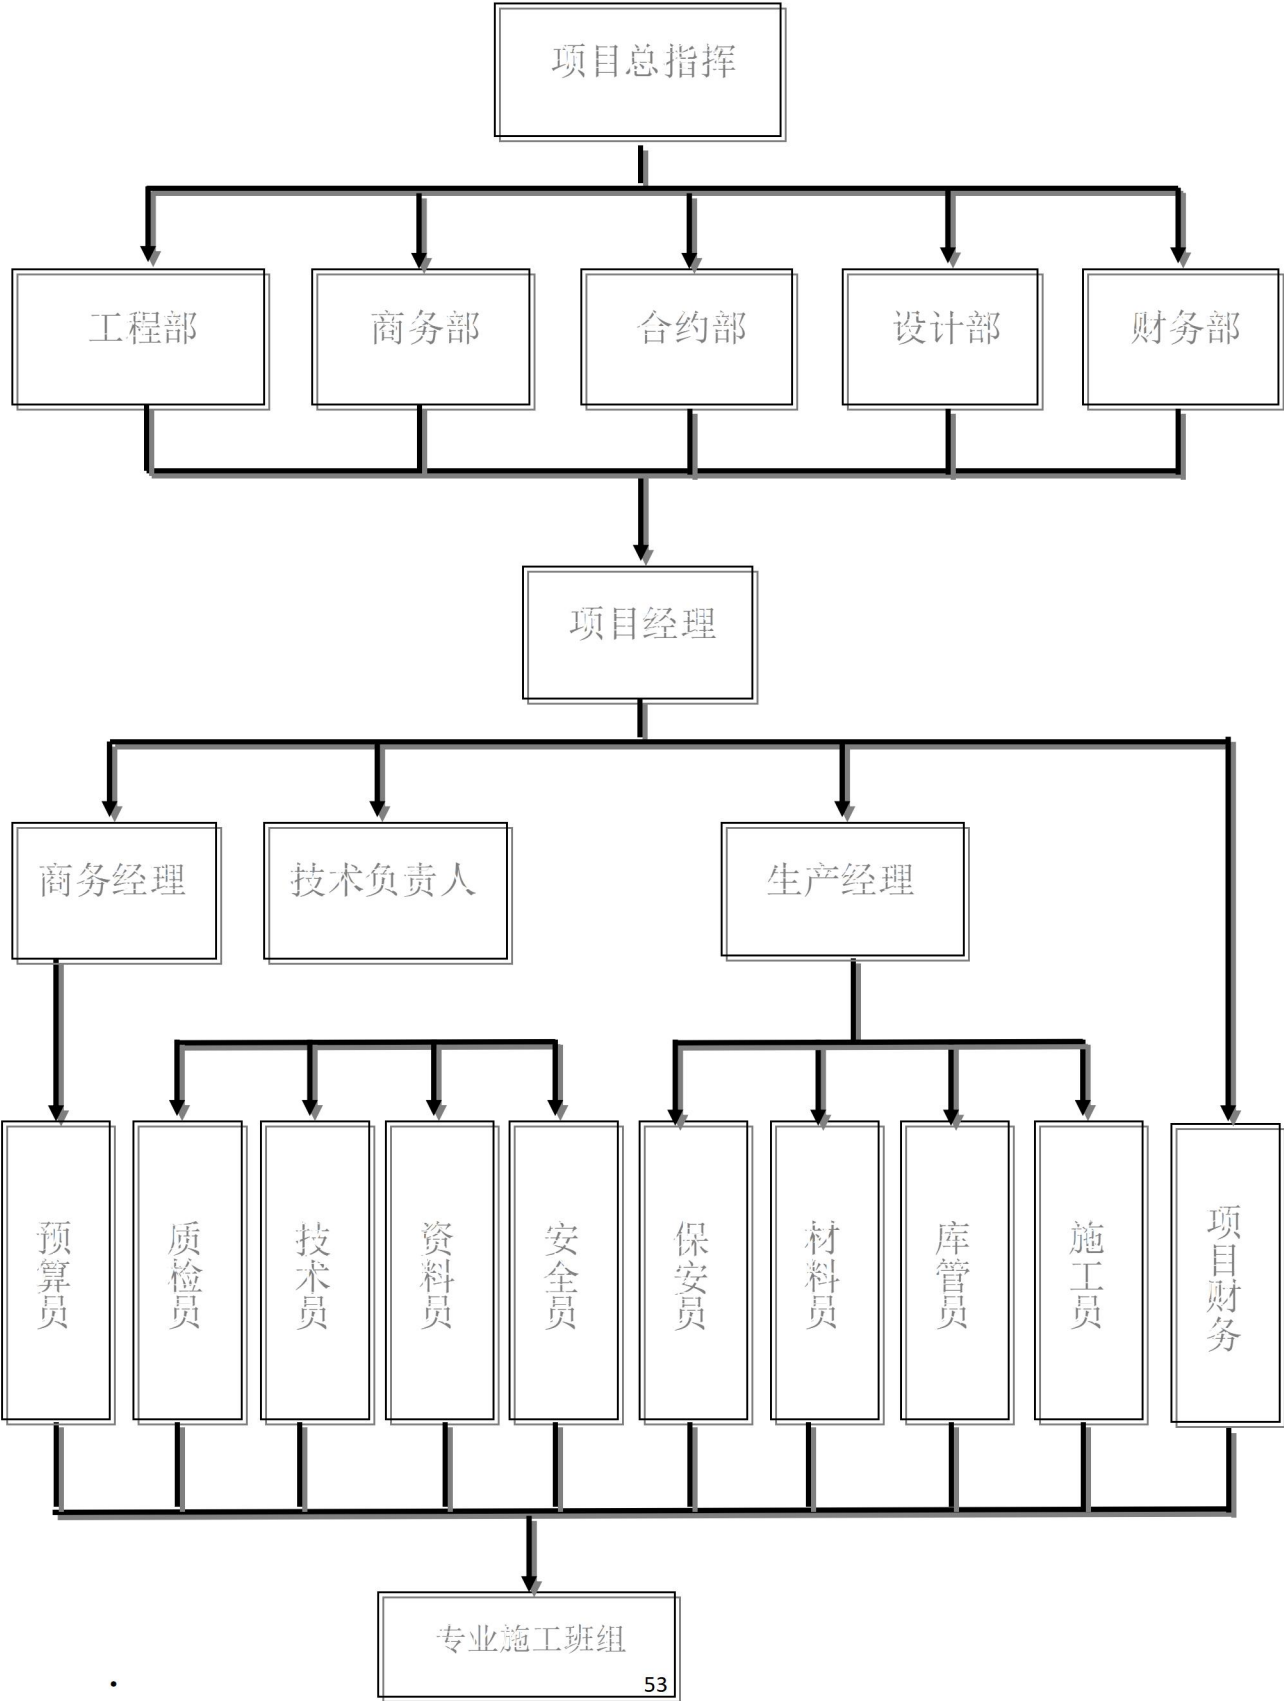 项目总指挥
工程部
商务部
合约部
设计部
财务部
项目经理
商务经理
技术负责人
生产经理
预算员
质检员
技术员
资料员
安全员
保安员
材料员
库管员
施工员
项目财务
专业施工班组
53